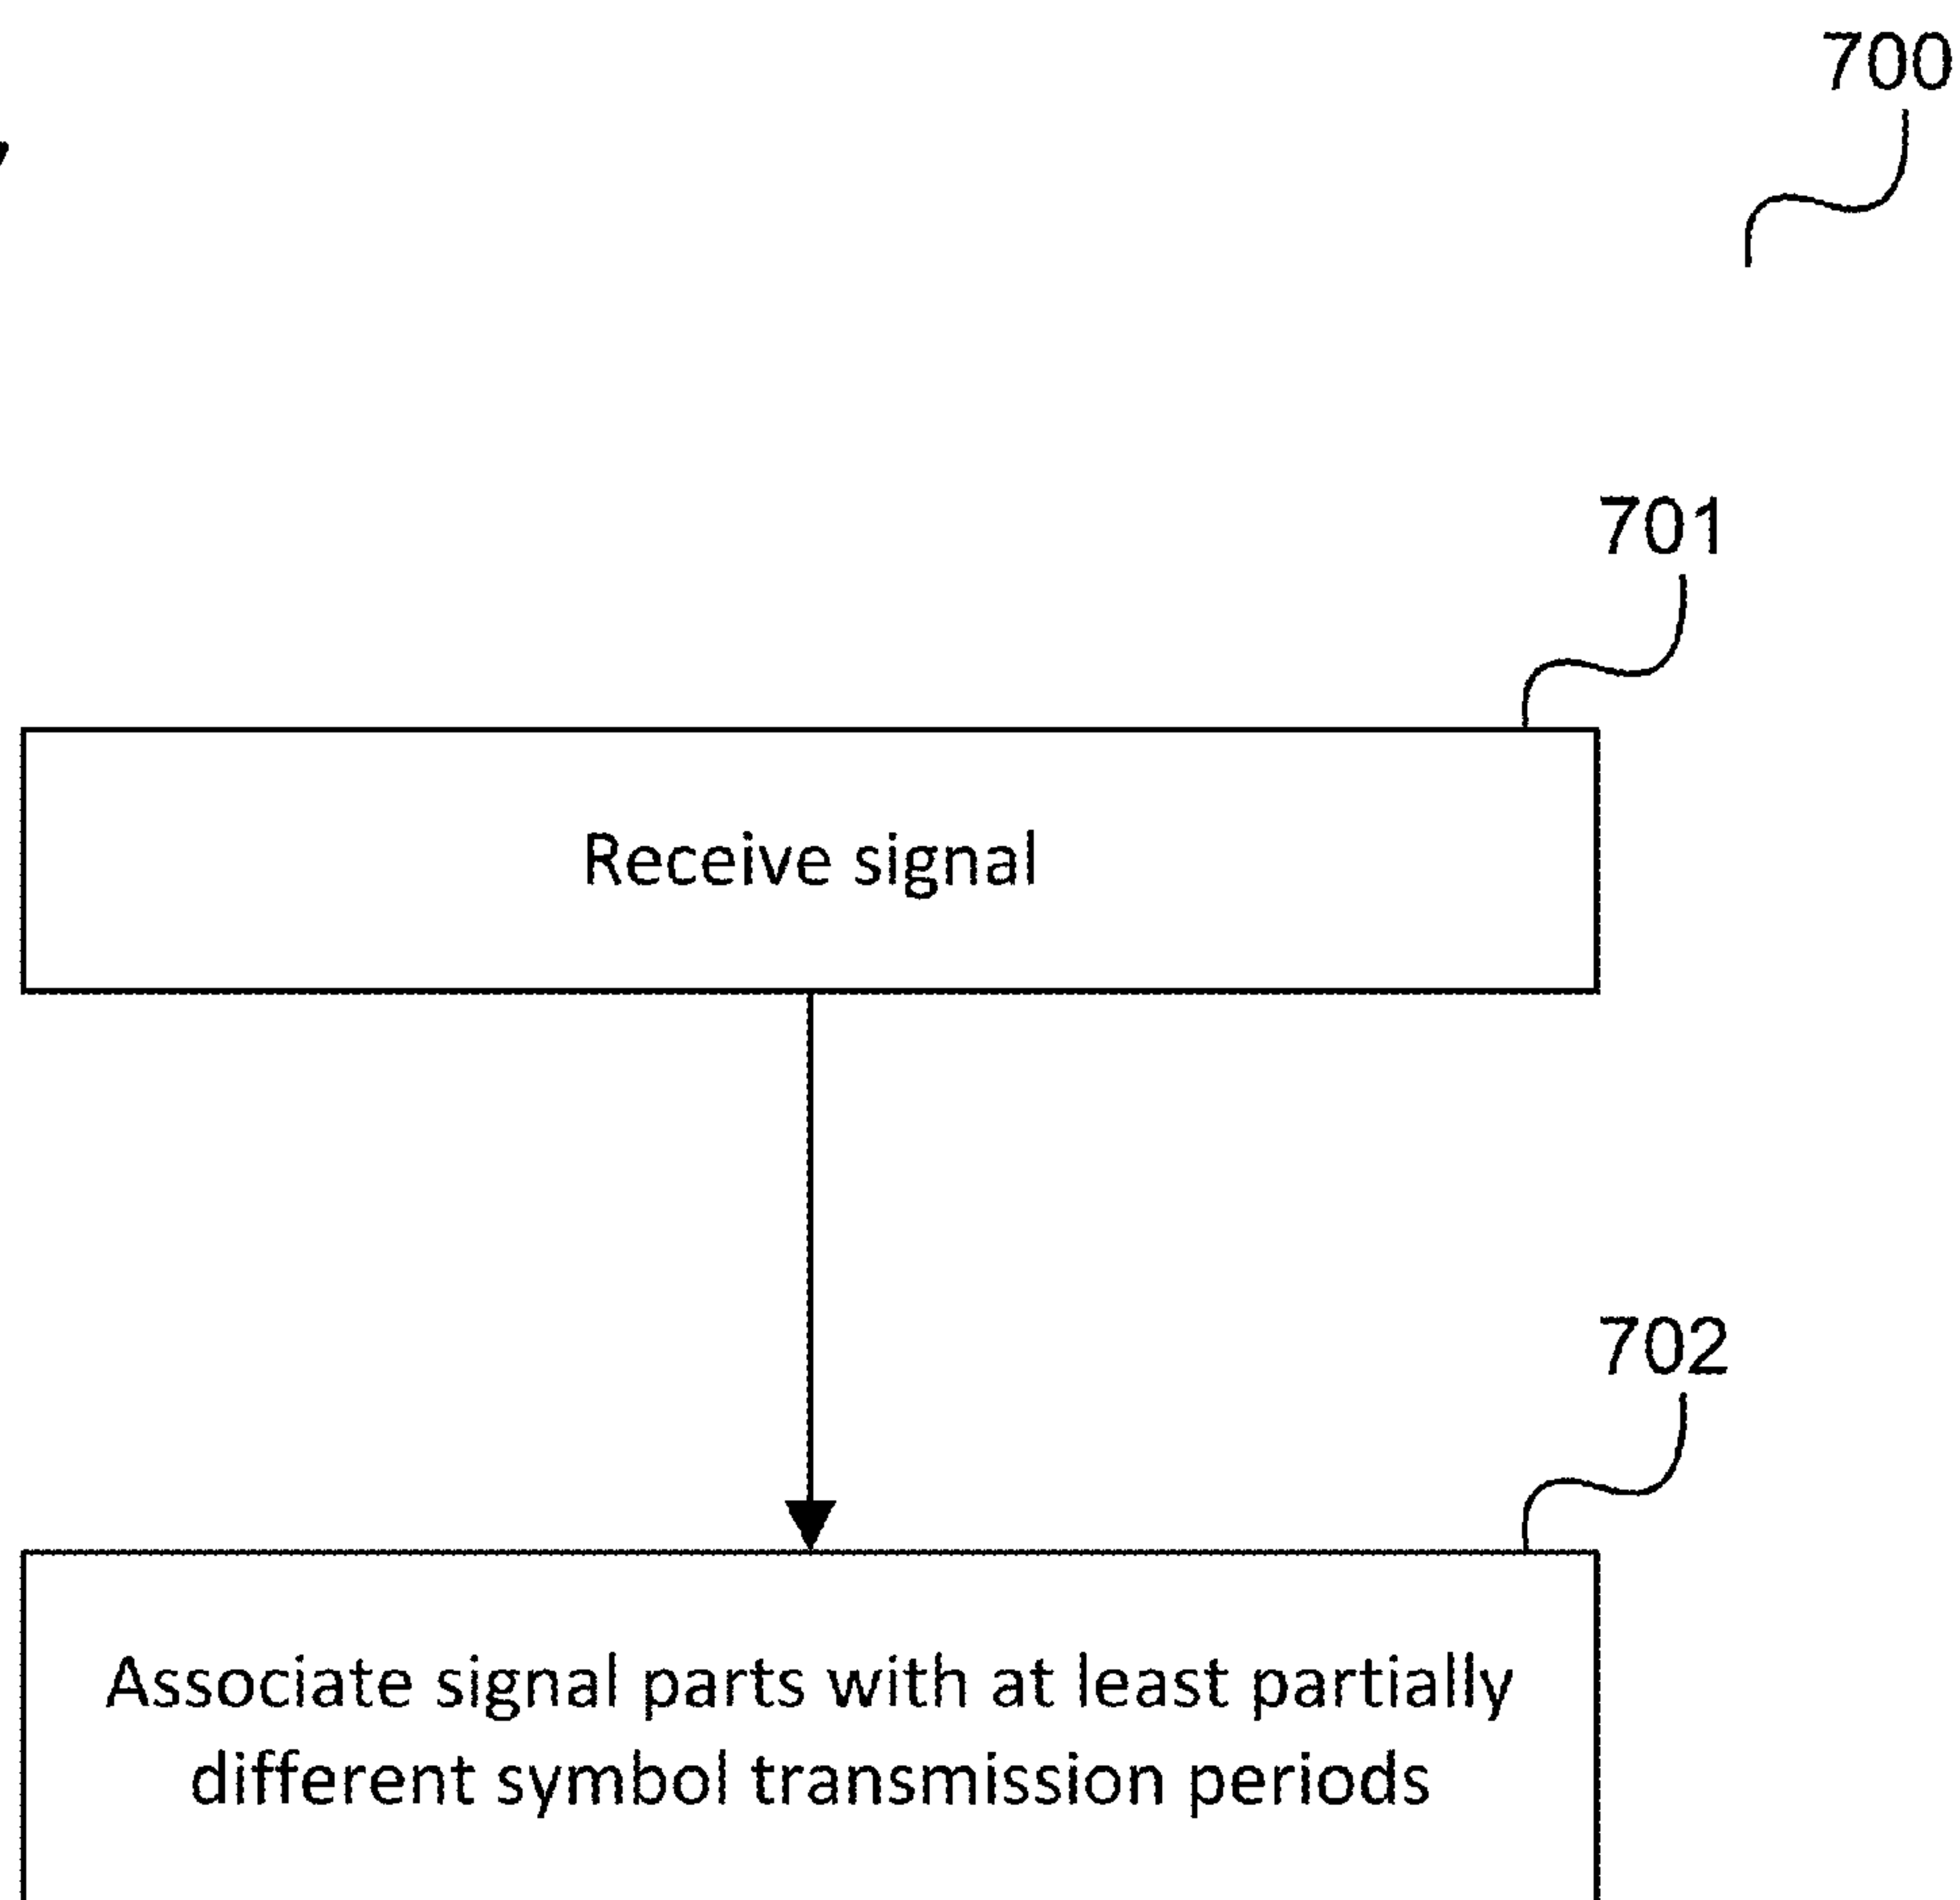 700
701
Receive signal
702
Associate signal parts with at least partially
different symbol transmission periods